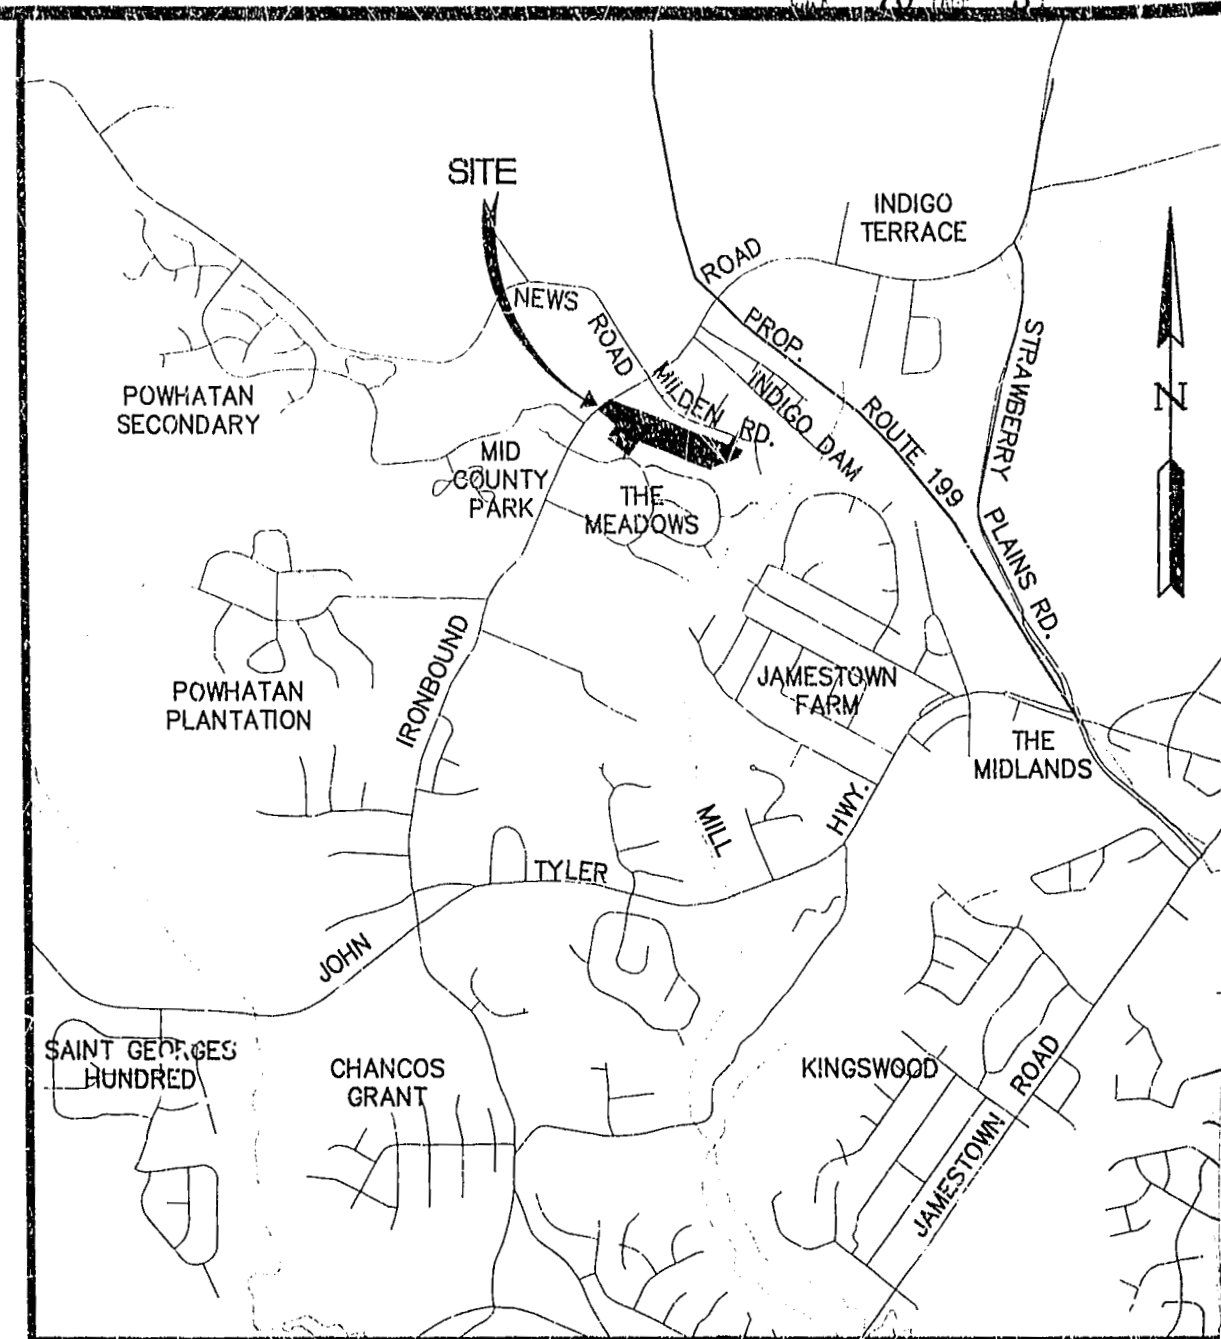 SITE
INDIGO
TERRACE
ROAD
NEWS
ROAD
PROP.
STRAWBERRY
POWHATAN
SECONDARY
MILDEN RD.
INDIGO DAM
ROUTE 199
MID
COUNTY
PARK
THE
MEADOWS
N
PLAINS RD.
IRONBOUND
POWHATAN
PLANTATION
JAMESTOWN
FARM
THE
MIDLANDS
HWY.
MILL
TYLER
JOHN
SAINT GEORGES
HUNDRED
CHANCOS
GRANT
KINGSWOOD
ROAD
JAMESTOWN